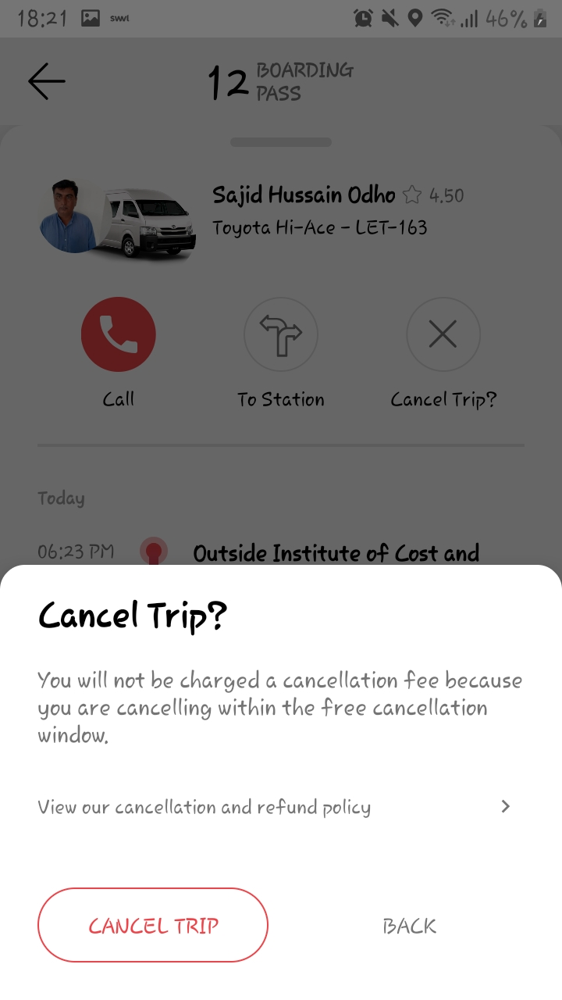 18:21 swvl 46%
12 BOARDING
PASS
Sajid Hussain Odho 4.50
Toyota Hi-Ace - LET-163
Call To Station Cancel Trip?
Today
06:23 PM Outside Institute of Cost and
Cancel Trip?
You will not be charged a cancellation fee because
you are cancelling within the free cancellation
window.
View our cancellation and refund policy
CANCEL TRIP BACK